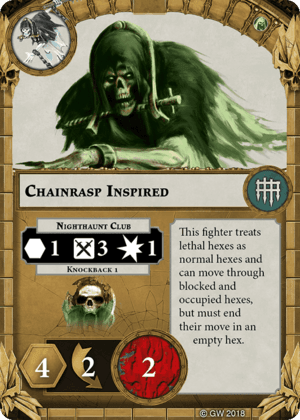 CHAINRASP INSPIRED
NIGHTHAUNT CLUB
1 3 1
KNOCKBACK 1
This fighter treats
lethal hexes as
normal hexes and
can move through
blocked and
occupied hexes,
but must end
their move in an
empty hex.
4 2 2
© GW 2018